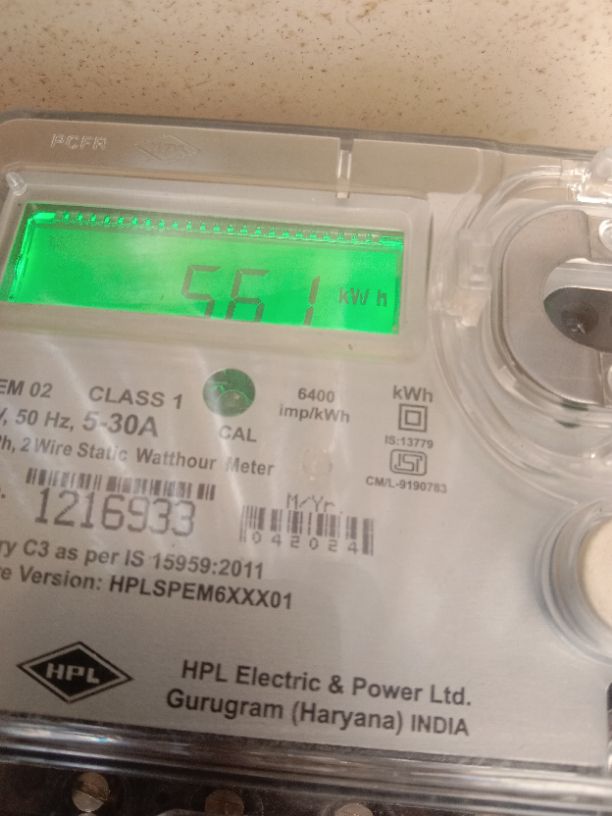 561 kW h
EM 02 CLASS 1
6400
imp/kWh
kWh
V, 50 Hz, 5-30A
CAL
IS:13779
Ph, 2 Wire Static Watthour Meter
CM/L-9190783
1216933
M/Yr.
042024
ry C3 as per IS 15959:2011
re Version: HPLSPEM6XXX01
HPL
HPL Electric & Power Ltd.
Gurugram (Haryana) INDIA